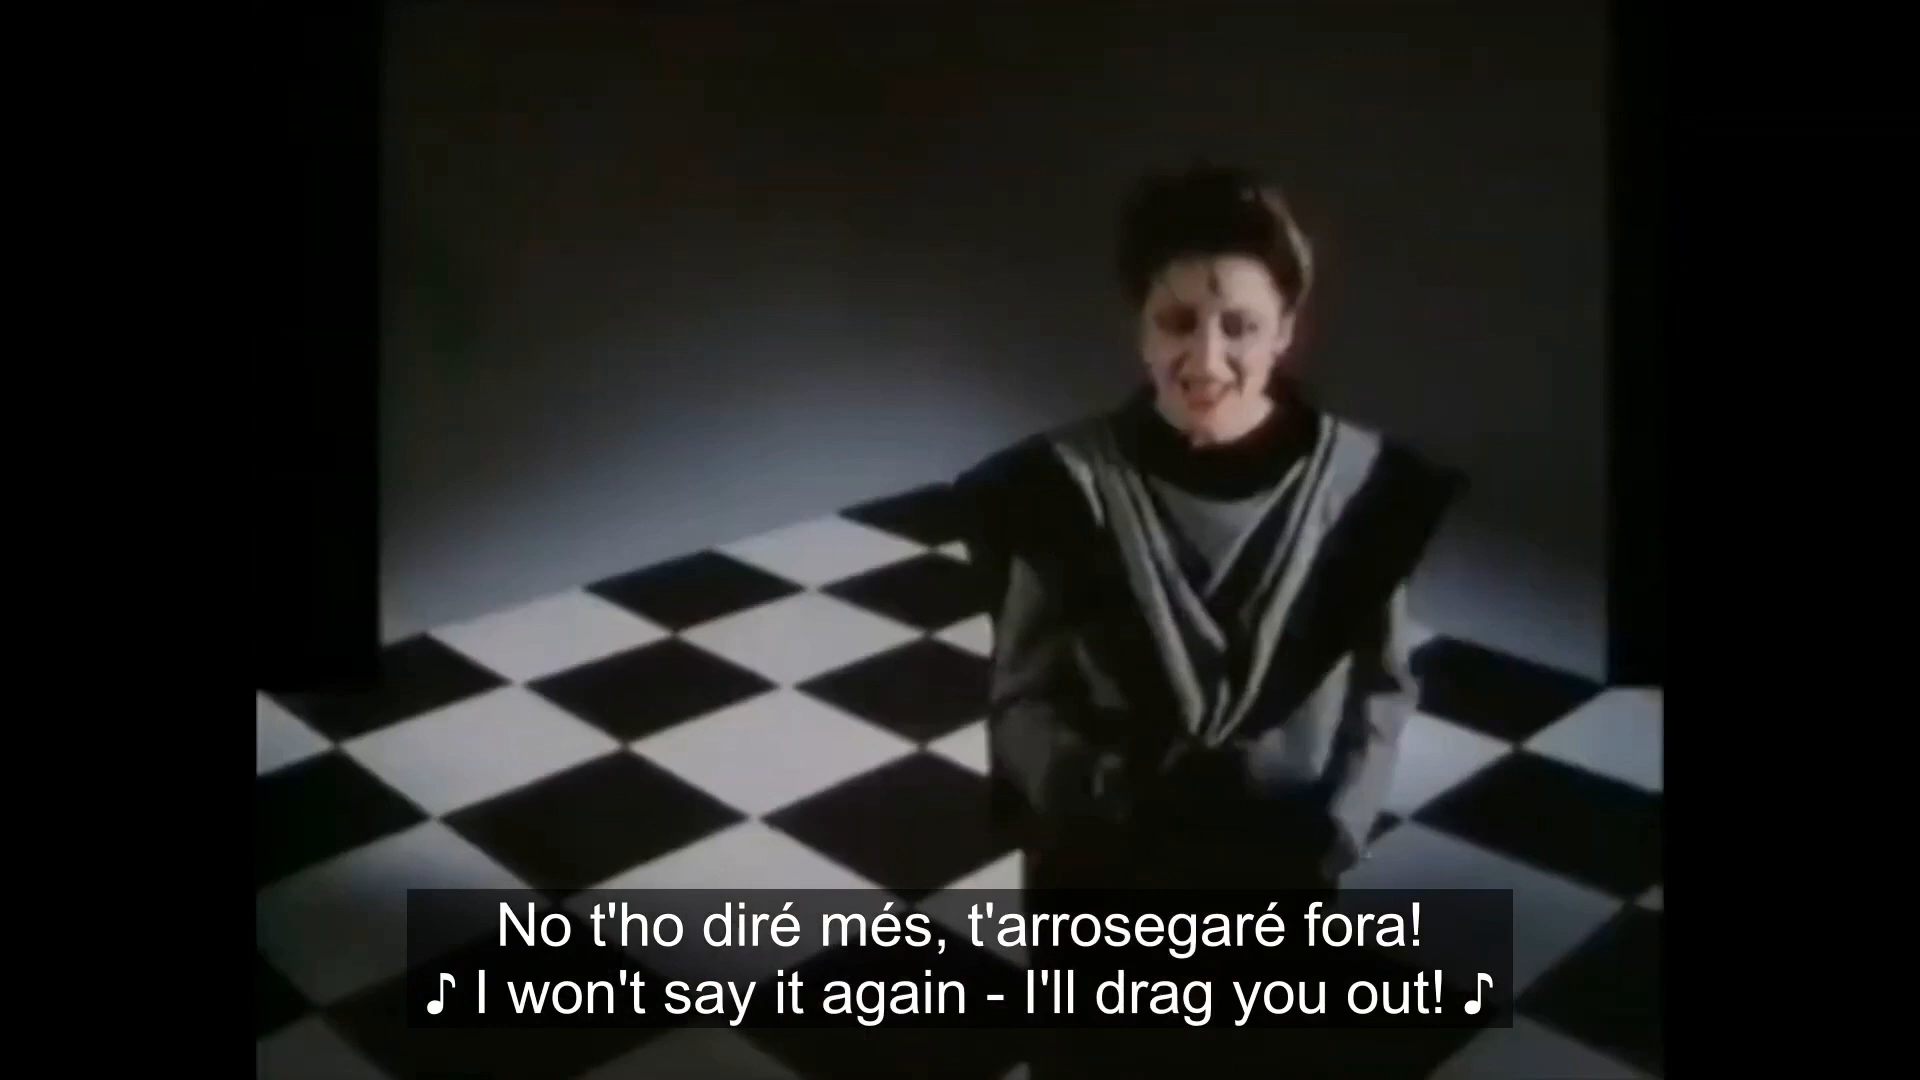 No t'ho diré més, t'arrosegaré fora!
♪ I won't say it again - I'll drag you out! ♪